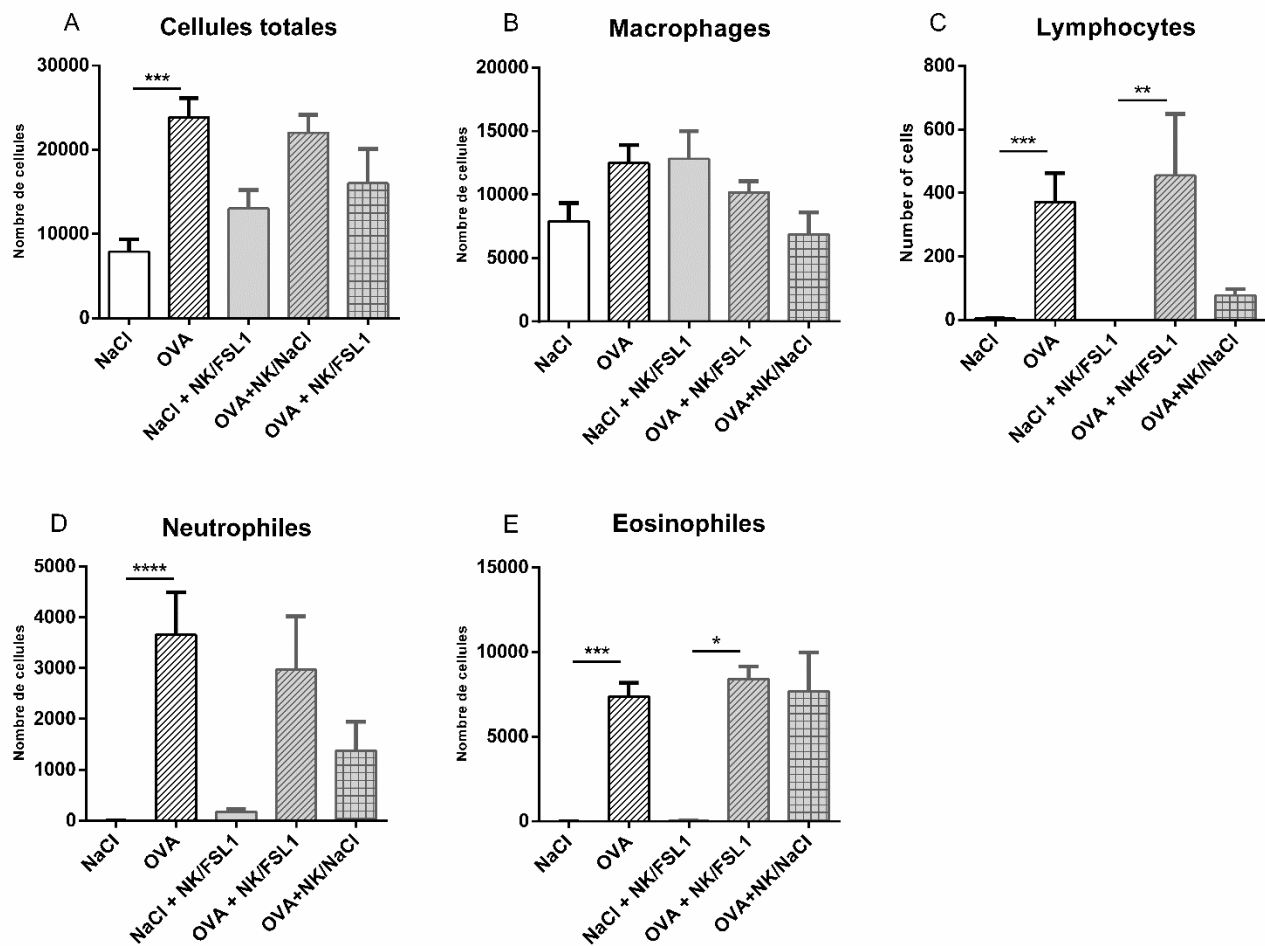 A
Cellules totales
Nombre de cellules
30000
20000
10000
0
***
NaCl
OVA
NaCl + NK/FSL1
OVA+NK/NaCl
OVA + NK/FSL1
B
Macrophages
Nombre de cellules
20000
15000
10000
5000
0
NaCl
OVA
NaCl + NK/FSL1
OVA + NK/FSL1
OVA+NK/NaCl
C
Lymphocytes
Number of cells
800
600
400
200
0
***
**
NaCl
OVA
NaCl + NK/FSL1
OVA + NK/FSL1
OVA+NK/NaCl
D
Neutrophiles
Nombre de cellules
5000
4000
3000
2000
1000
0
****
NaCl
OVA
NaCl + NK/FSL1
OVA + NK/FSL1
OVA+NK/NaCl
E
Eosinophiles
Nombre de cellules
15000
10000
5000
0
***
*
NaCl
OVA
NaCl + NK/FSL1
OVA + NK/FSL1
OVA+NK/NaCl